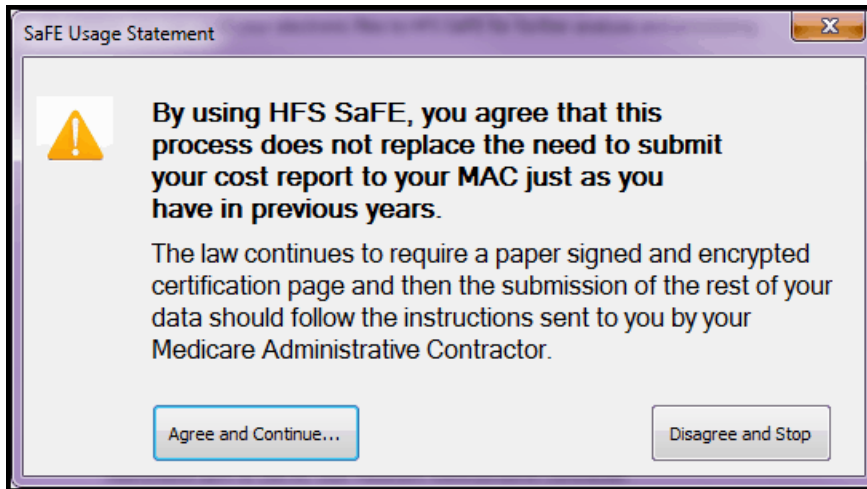 SaFE Usage Statement
By using HFS SaFE, you agree that this
process does not replace the need to submit
your cost report to your MAC just as you
have in previous years.
The law continues to require a paper signed and encrypted
certification page and then the submission of the rest of your
data should follow the instructions sent to you by your
Medicare Administrative Contractor.
Agree and Continue...
Disagree and Stop